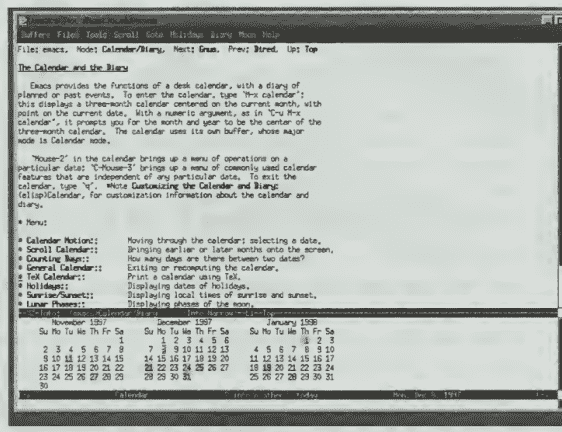 Buffers Files Tools Scroll Goto Holidays Diary Moon Help
File: emacs, Node: Calendar/Diary, Next: Gnus, Prev: Dired, Up: Top
The Calendar and the Diary
Emacs provides the functions of a desk calendar, with a diary of
planned or past events. To enter the calendar, type `M-x calendar';
this displays a three-month calendar centered on the current month, with
point on the current date. With a numeric argument, as in `C-u M-x
calendar', it prompts you for the month and year to be the center of the
three-month calendar. The calendar uses its own buffer, whose major
mode is Calendar mode.
`Mouse-2' in the calendar brings up a menu of operations on a
particular date; `C-Mouse-3' brings up a menu of commonly used calendar
features that are independent of any particular date. To exit the
calendar, type `q'. *Note Customizing the Calendar and Diary:
(elisp)Calendar, for customization information about the calendar and
diary.
* Menu:
* Calendar Motion:: Moving through the calendar; selecting a date.
* Scroll Calendar:: Bringing earlier or later months onto the screen.
* Counting Days:: How many days are there between two dates?
* General Calendar:: Exiting or recomputing the calendar.
* TeX Calendar:: Print a calendar using TeX.
* Holidays:: Displaying dates of holidays.
* Sunrise/Sunset:: Displaying local times of sunrise and sunset.
* Lunar Phases:: Displaying phases of the moon.
November 1997 December 1997 January 1998
Su Mo Tu We Th Fr Sa Su Mo Tu We Th Fr Sa Su Mo Tu We Th Fr Sa
1 1 2 3 4 5 6 1 2 3
2 3 4 5 6 7 8 7 8 9 10 11 12 13 4 5 6 7 8 9 10
9 10 11 12 13 14 15 14 15 16 17 18 19 20 11 12 13 14 15 16 17
16 17 18 19 20 21 22 21 22 23 24 25 26 27 18 19 20 21 22 23 24
23 24 25 26 27 28 29 28 29 30 31 25 26 27 28 29 30 31
30
Calendar today